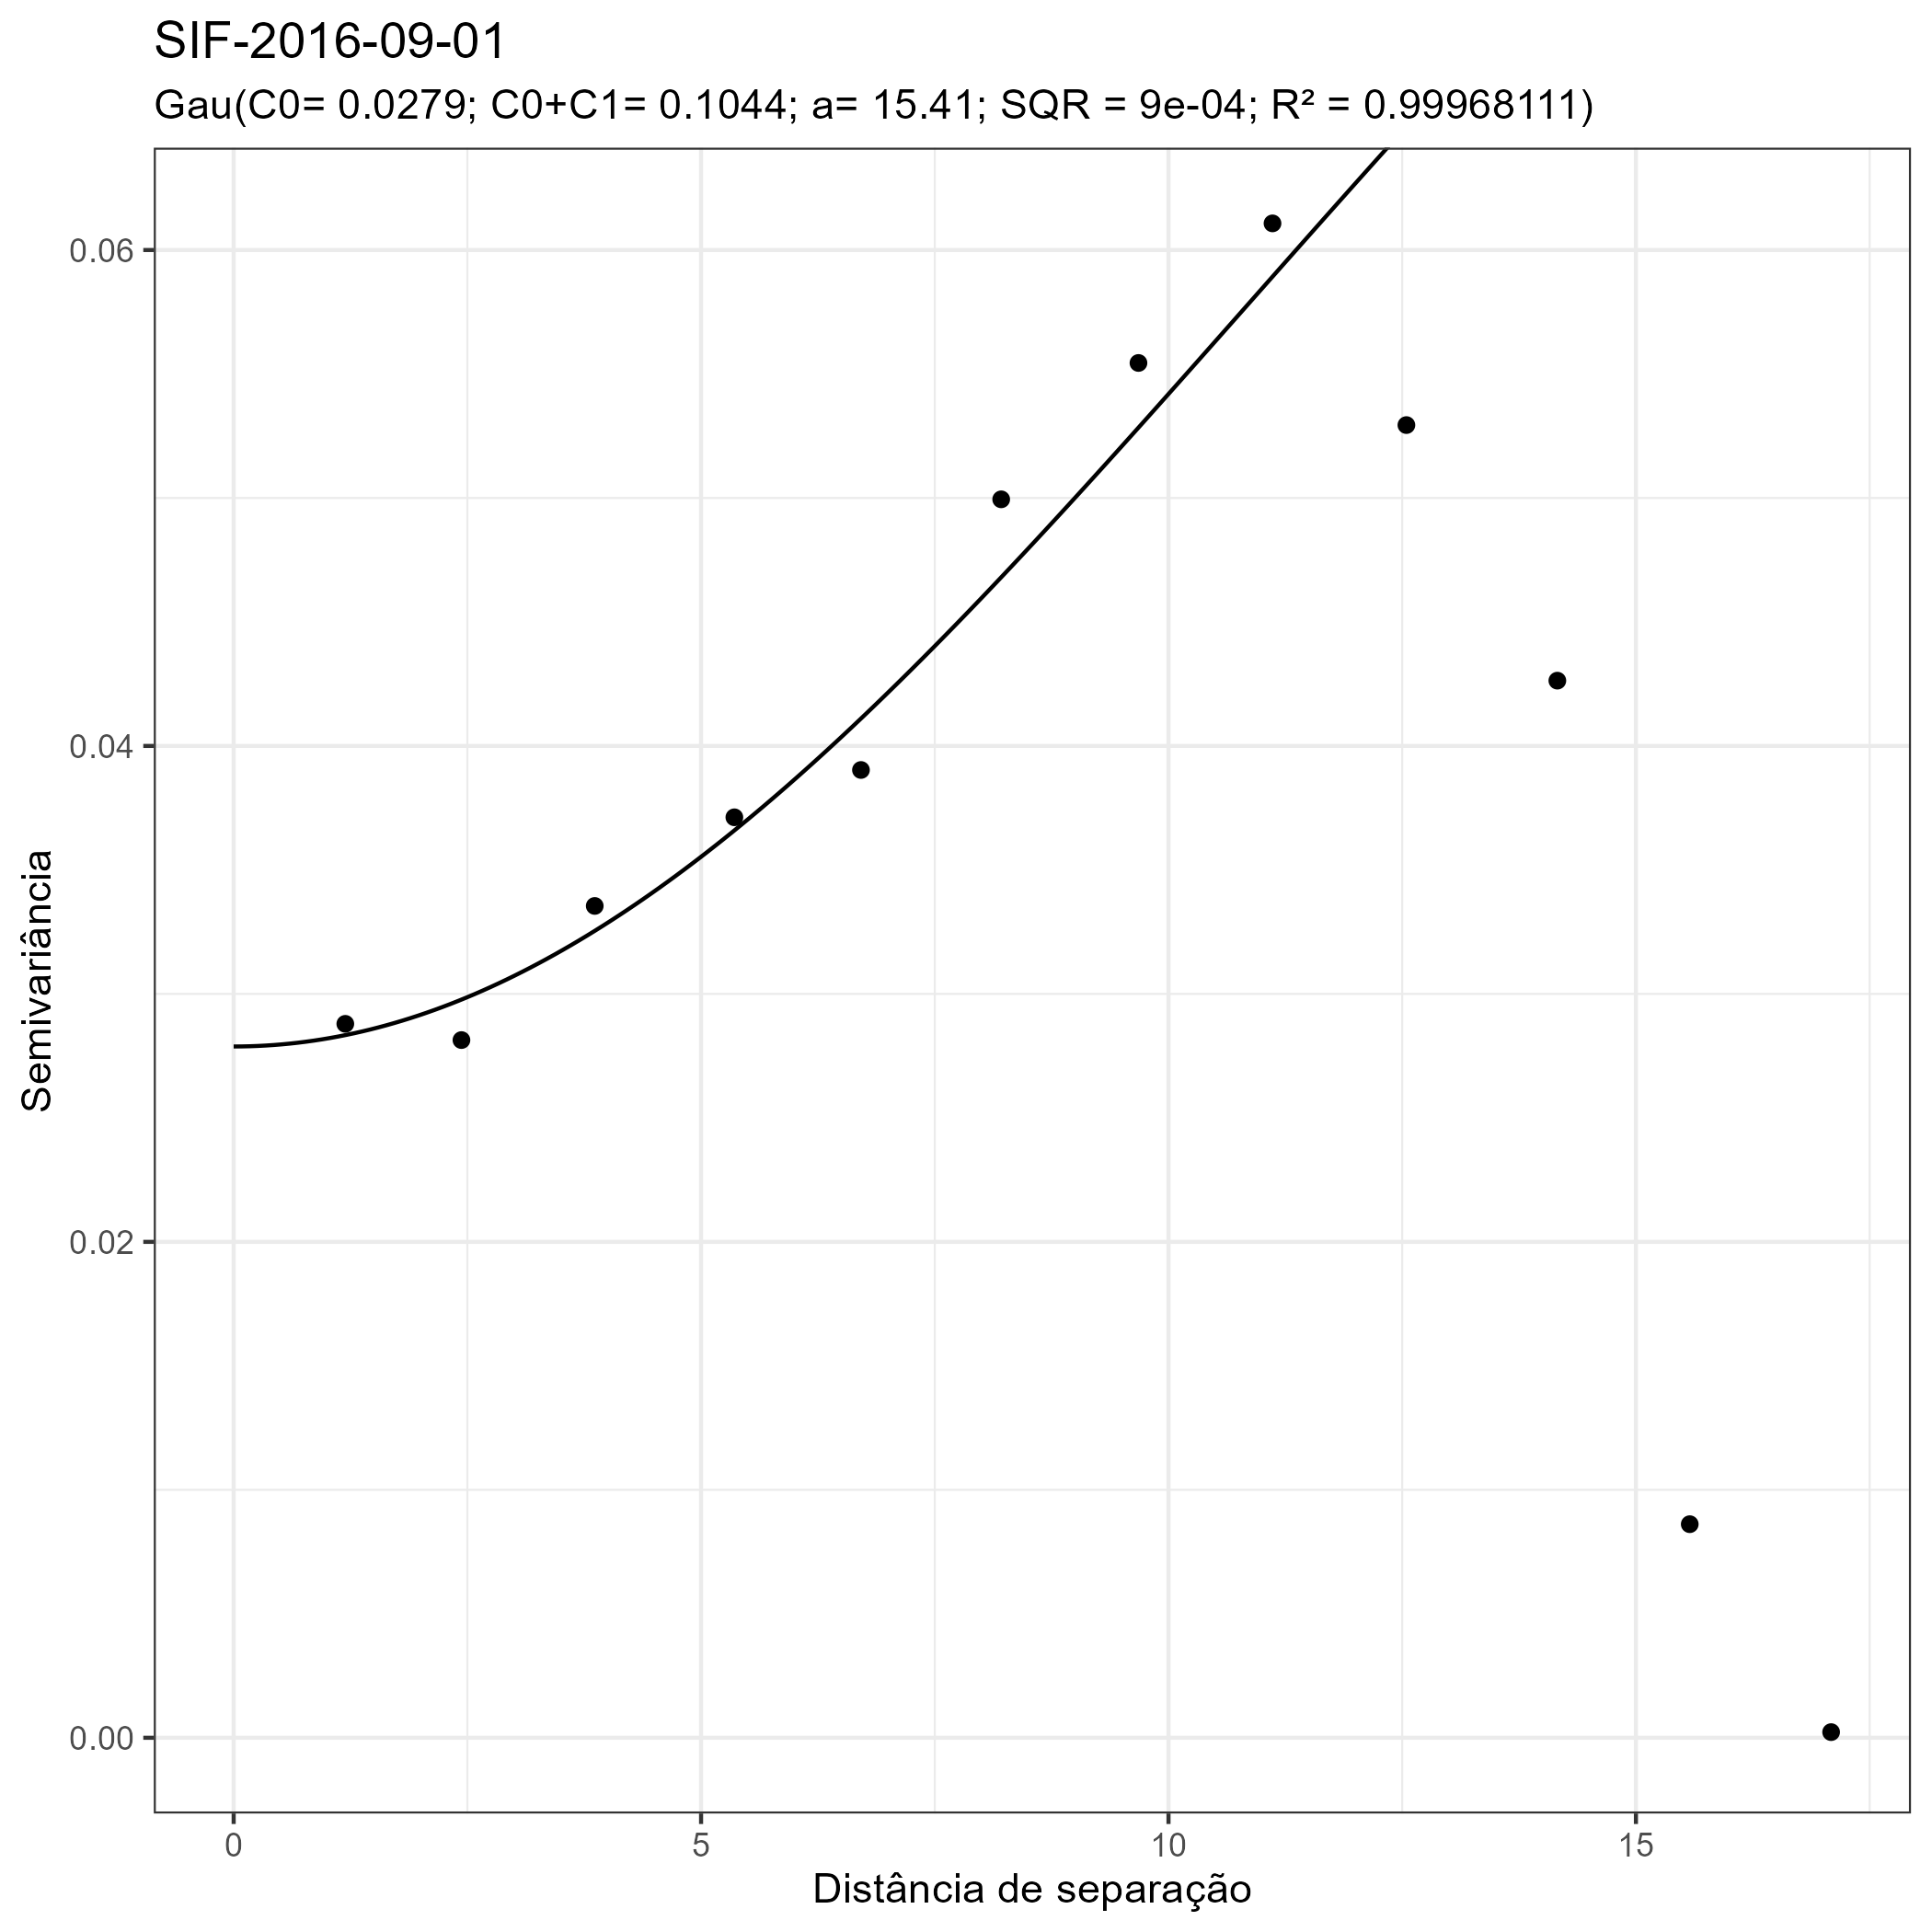 SIF-2016-09-01
Gau(C0= 0.0279; C0+C1= 0.1044; a= 15.41; SQR = 9e-04; R² = 0.99968111)
0.06
0.04
0.02
0.00
Semivariância
0 5 10 15
Distância de separação